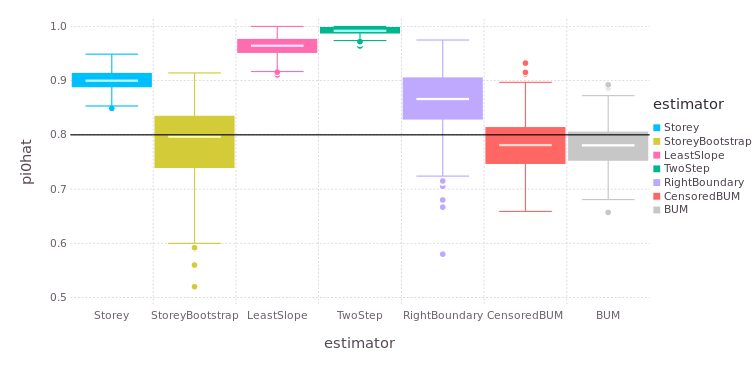 pi0hat
1.0
0.9
0.8
0.7
0.6
0.5
Storey StoreyBootstrap LeastSlope TwoStep RightBoundary CensoredBUM BUM
estimator
estimator
Storey
StoreyBootstrap
LeastSlope
TwoStep
RightBoundary
CensoredBUM
BUM